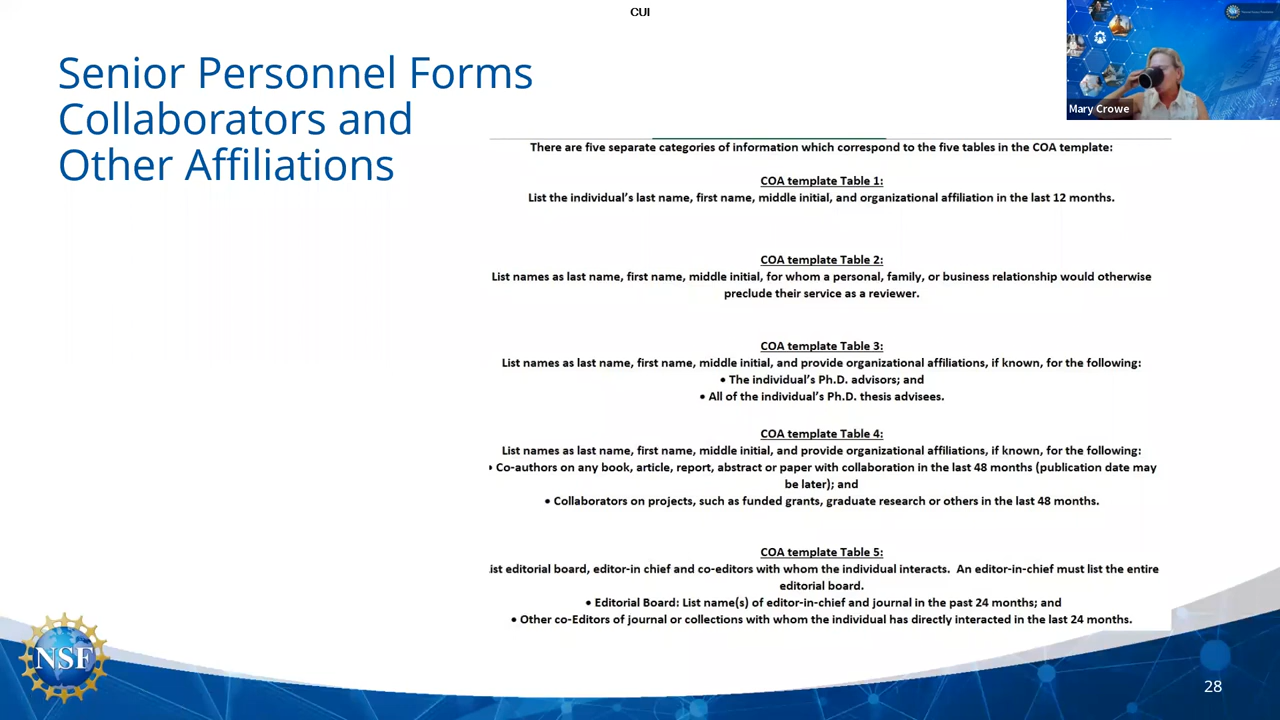 CUI
Senior Personnel Forms
Collaborators and
Other Affiliations
Mary Crowe
There are five separate categories of information which correspond to the five tables in the COA template:
COA template Table 1:
List the individual's last name, first name, middle initial, and organizational affiliation in the last 12 months.
COA template Table 2:
List names as last name, first name, middle initial, for whom a personal, family, or business relationship would otherwise
preclude their service as a reviewer.
COA template Table 3:
List names as last name, first name, middle initial, and provide organizational affiliations, if known, for the following:
• The individual's Ph.D. advisors; and
• All of the individual's Ph.D. thesis advisees.
COA template Table 4:
List names as last name, first name, middle initial, and provide organizational affiliations, if known, for the following:
• Co-authors on any book, article, report, abstract or paper with collaboration in the last 48 months (publication date may
be later); and
• Collaborators on projects, such as funded grants, graduate research or others in the last 48 months.
COA template Table 5:
ist editorial board, editor-in chief and co-editors with whom the individual interacts. An editor-in-chief must list the entire
editorial board.
• Editorial Board: List name(s) of editor-in-chief and journal in the past 24 months; and
• Other co-Editors of journal or collections with whom the individual has directly interacted in the last 24 months.
NSF
28